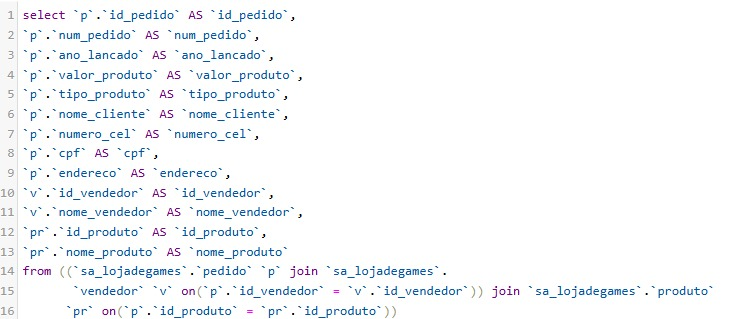 1 select `p`.`id_pedido` AS `id_pedido`,
2 `p`.`num_pedido` AS `num_pedido`,
3 `p`.`ano_lancado` AS `ano_lancado`,
4 `p`.`valor_produto` AS `valor_produto`,
5 `p`.`tipo_produto` AS `tipo_produto`,
6 `p`.`nome_cliente` AS `nome_cliente`,
7 `p`.`numero_cel` AS `numero_cel`,
8 `p`.`cpf` AS `cpf`,
9 `p`.`endereco` AS `endereco`,
10 `v`.`id_vendedor` AS `id_vendedor`,
11 `v`.`nome_vendedor` AS `nome_vendedor`,
12 `pr`.`id_produto` AS `id_produto`,
13 `pr`.`nome_produto` AS `nome_produto`
14 from ((`sa_lojadegames`.`pedido` `p` join `sa_lojadegames`.
15 `vendedor` `v` on(`p`.`id_vendedor` = `v`.`id_vendedor`)) join `sa_lojadegames`.`produto`
16 `pr` on(`p`.`id_produto` = `pr`.`id_produto`))